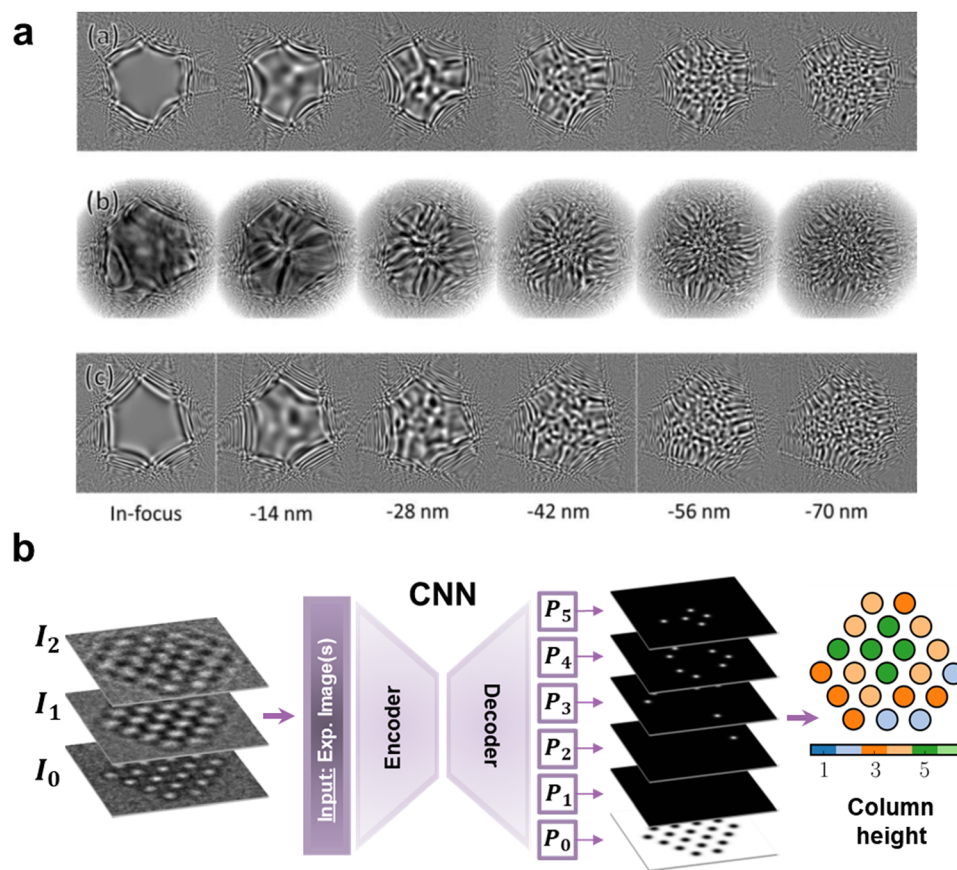 a
(a)
(b)
(c)
In-focus -14 nm -28 nm -42 nm -56 nm -70 nm
b
CNN
I₂
I₁
I₀
Input: Exp. Image(s)
Encoder
Decoder
P₅
P₄
P₃
P₂
P₁
P₀
1 3 5
Column
height